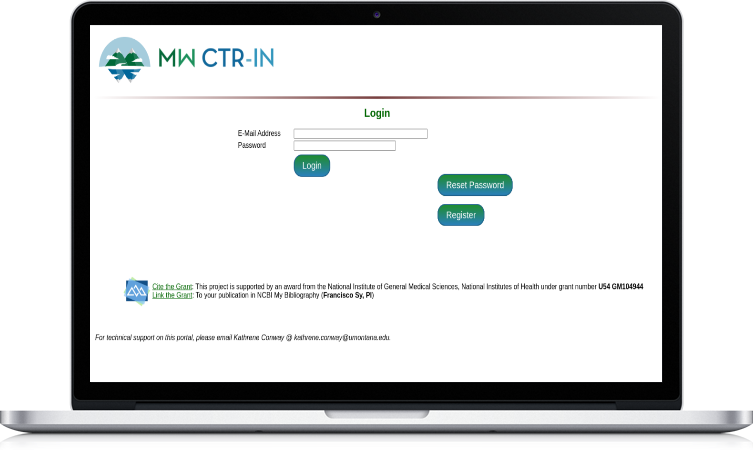 MW CTR-IN
Login
E-Mail Address
Password
Login
Reset Password
Register
Cite the Grant: This project is supported by an award from the National Institute of General Medical Sciences, National Institutes of Health under grant number U54 GM104944
Link the Grant: To your publication in NCBI My Bibliography (Francisco Sy, PI)
For technical support on this portal, please email Kathrene Conway @ kathrene.conway@umontana.edu.